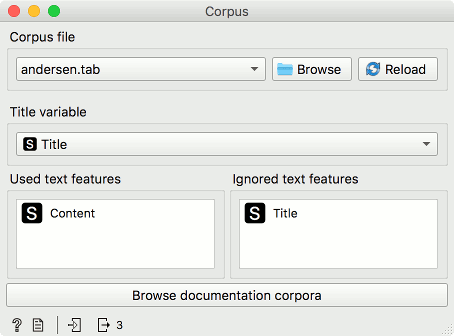 Corpus
Corpus file
andersen.tab
Browse
Reload
Title variable
S Title
Used text features
Ignored text features
S Content
S Title
Browse documentation corpora
? 3